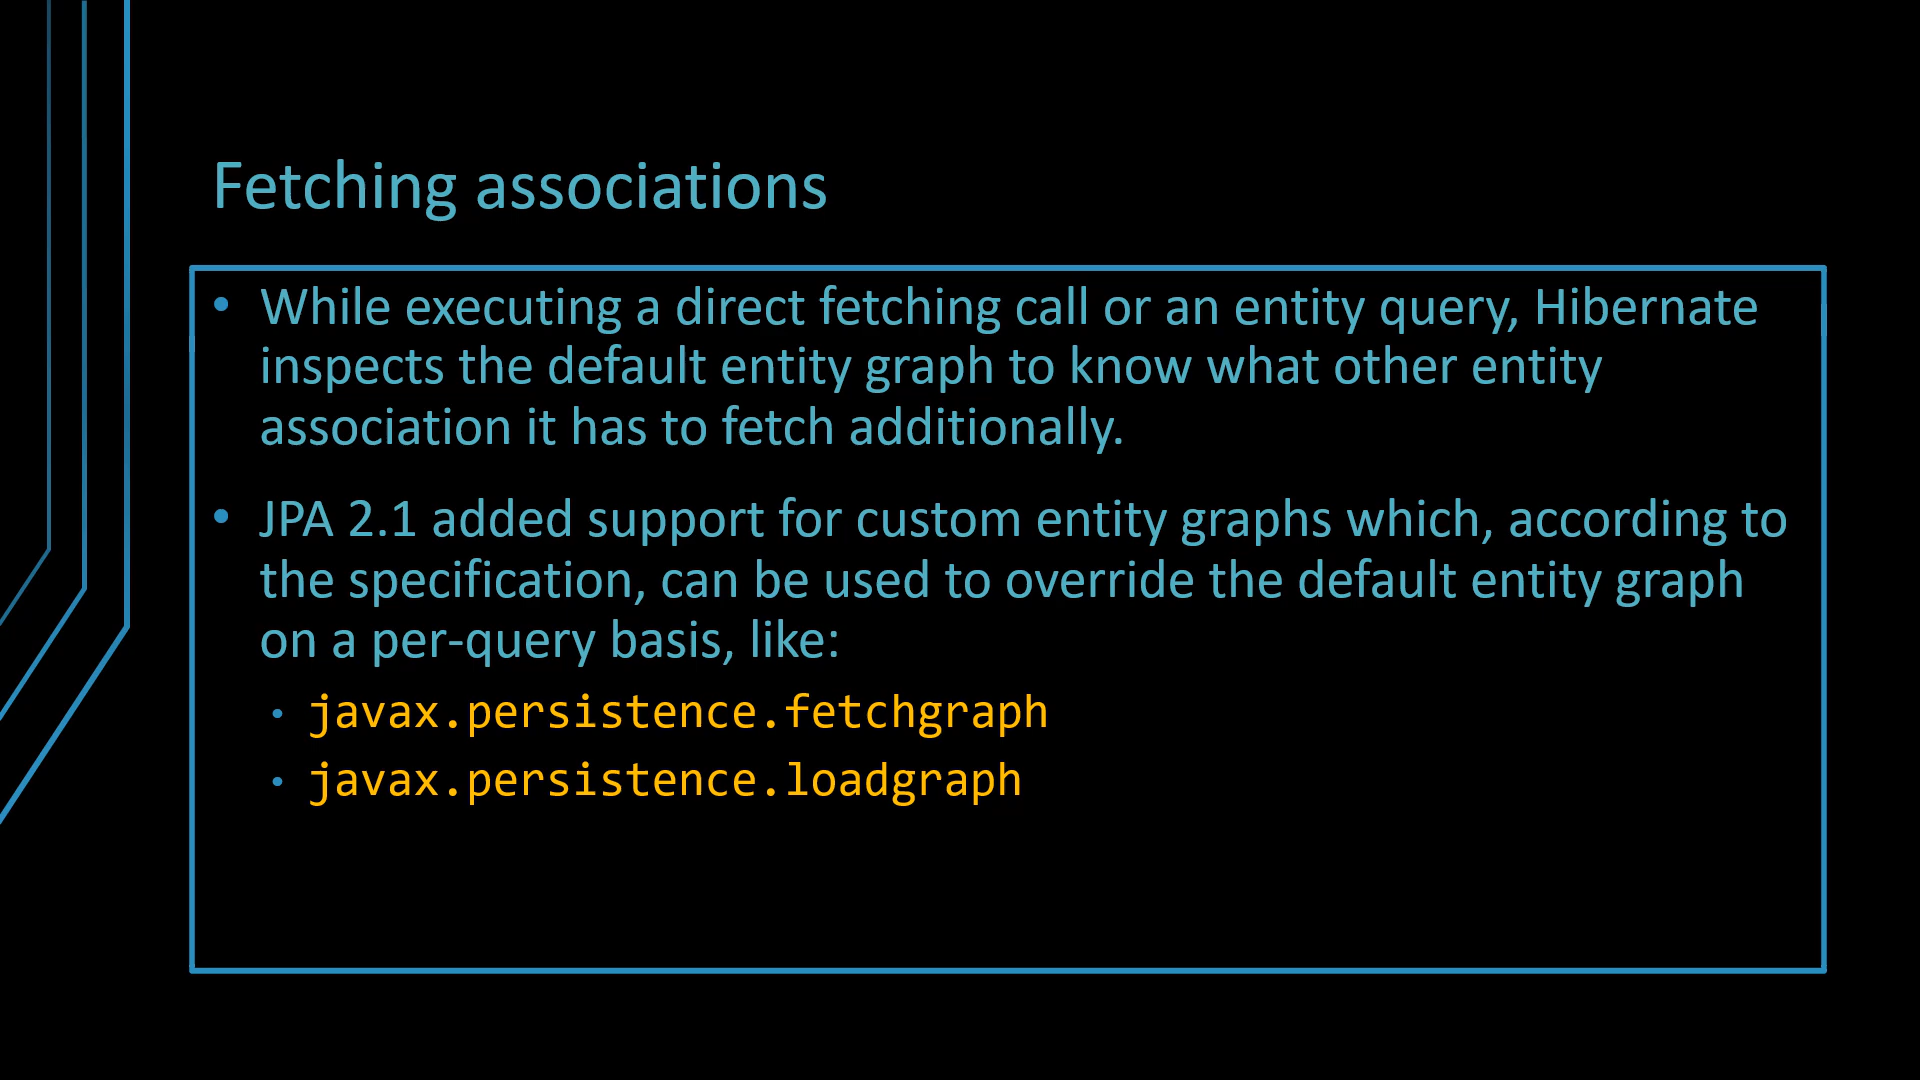 Fetching associations
• While executing a direct fetching call or an entity query, Hibernate
inspects the default entity graph to know what other entity
association it has to fetch additionally.
• JPA 2.1 added support for custom entity graphs which, according to
the specification, can be used to override the default entity graph
on a per-query basis, like:
• javax.persistence.fetchgraph
• javax.persistence.loadgraph